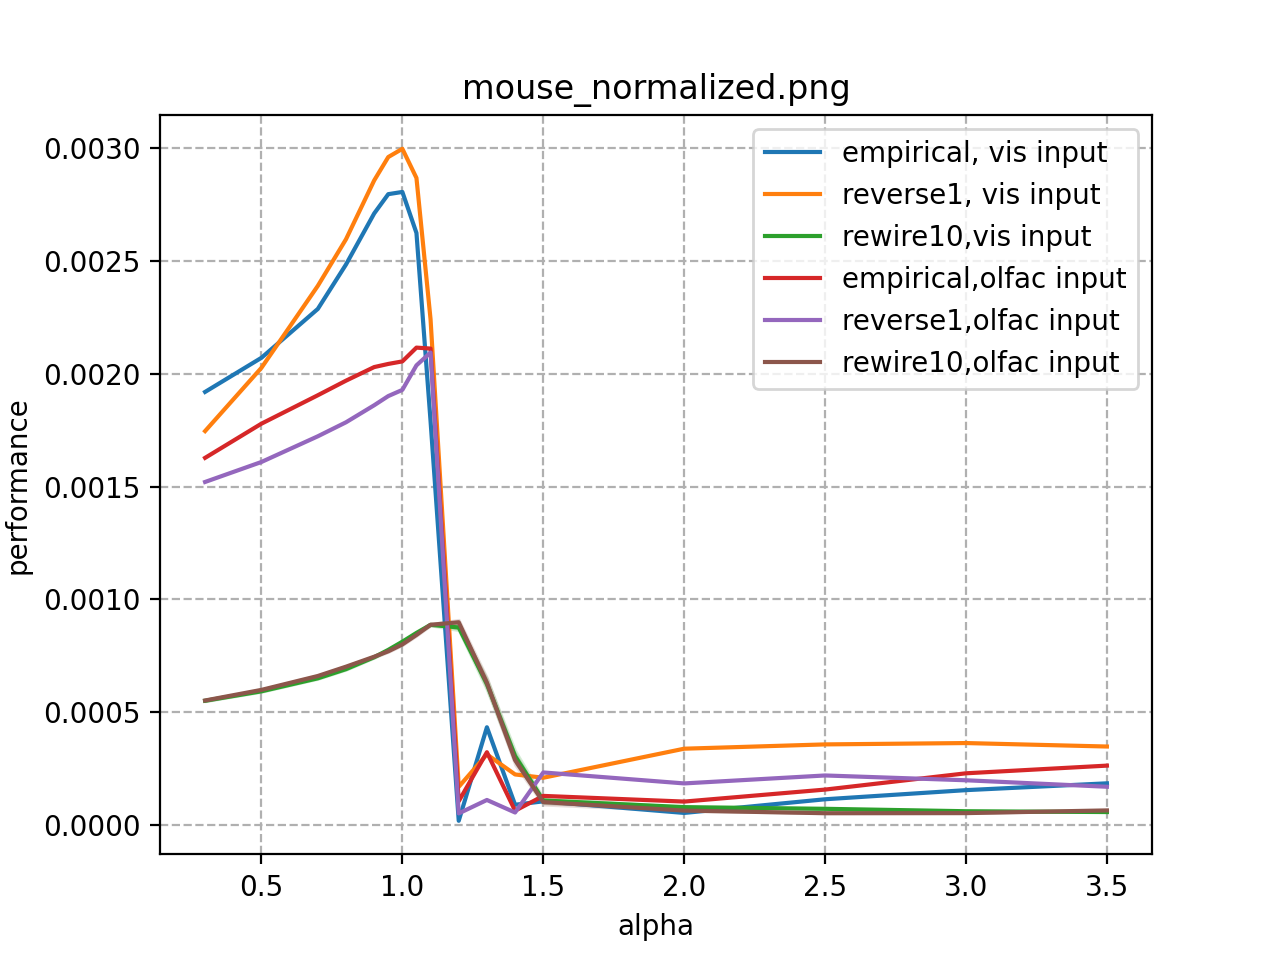 mouse_normalized.png
0.0030
0.0025
0.0020
0.0015
0.0010
0.0005
0.0000
performance
empirical, vis input
reverse1, vis input
rewire10,vis input
empirical,olfac input
reverse1,olfac input
rewire10,olfac input
0.5 1.0 1.5 2.0 2.5 3.0 3.5
alpha